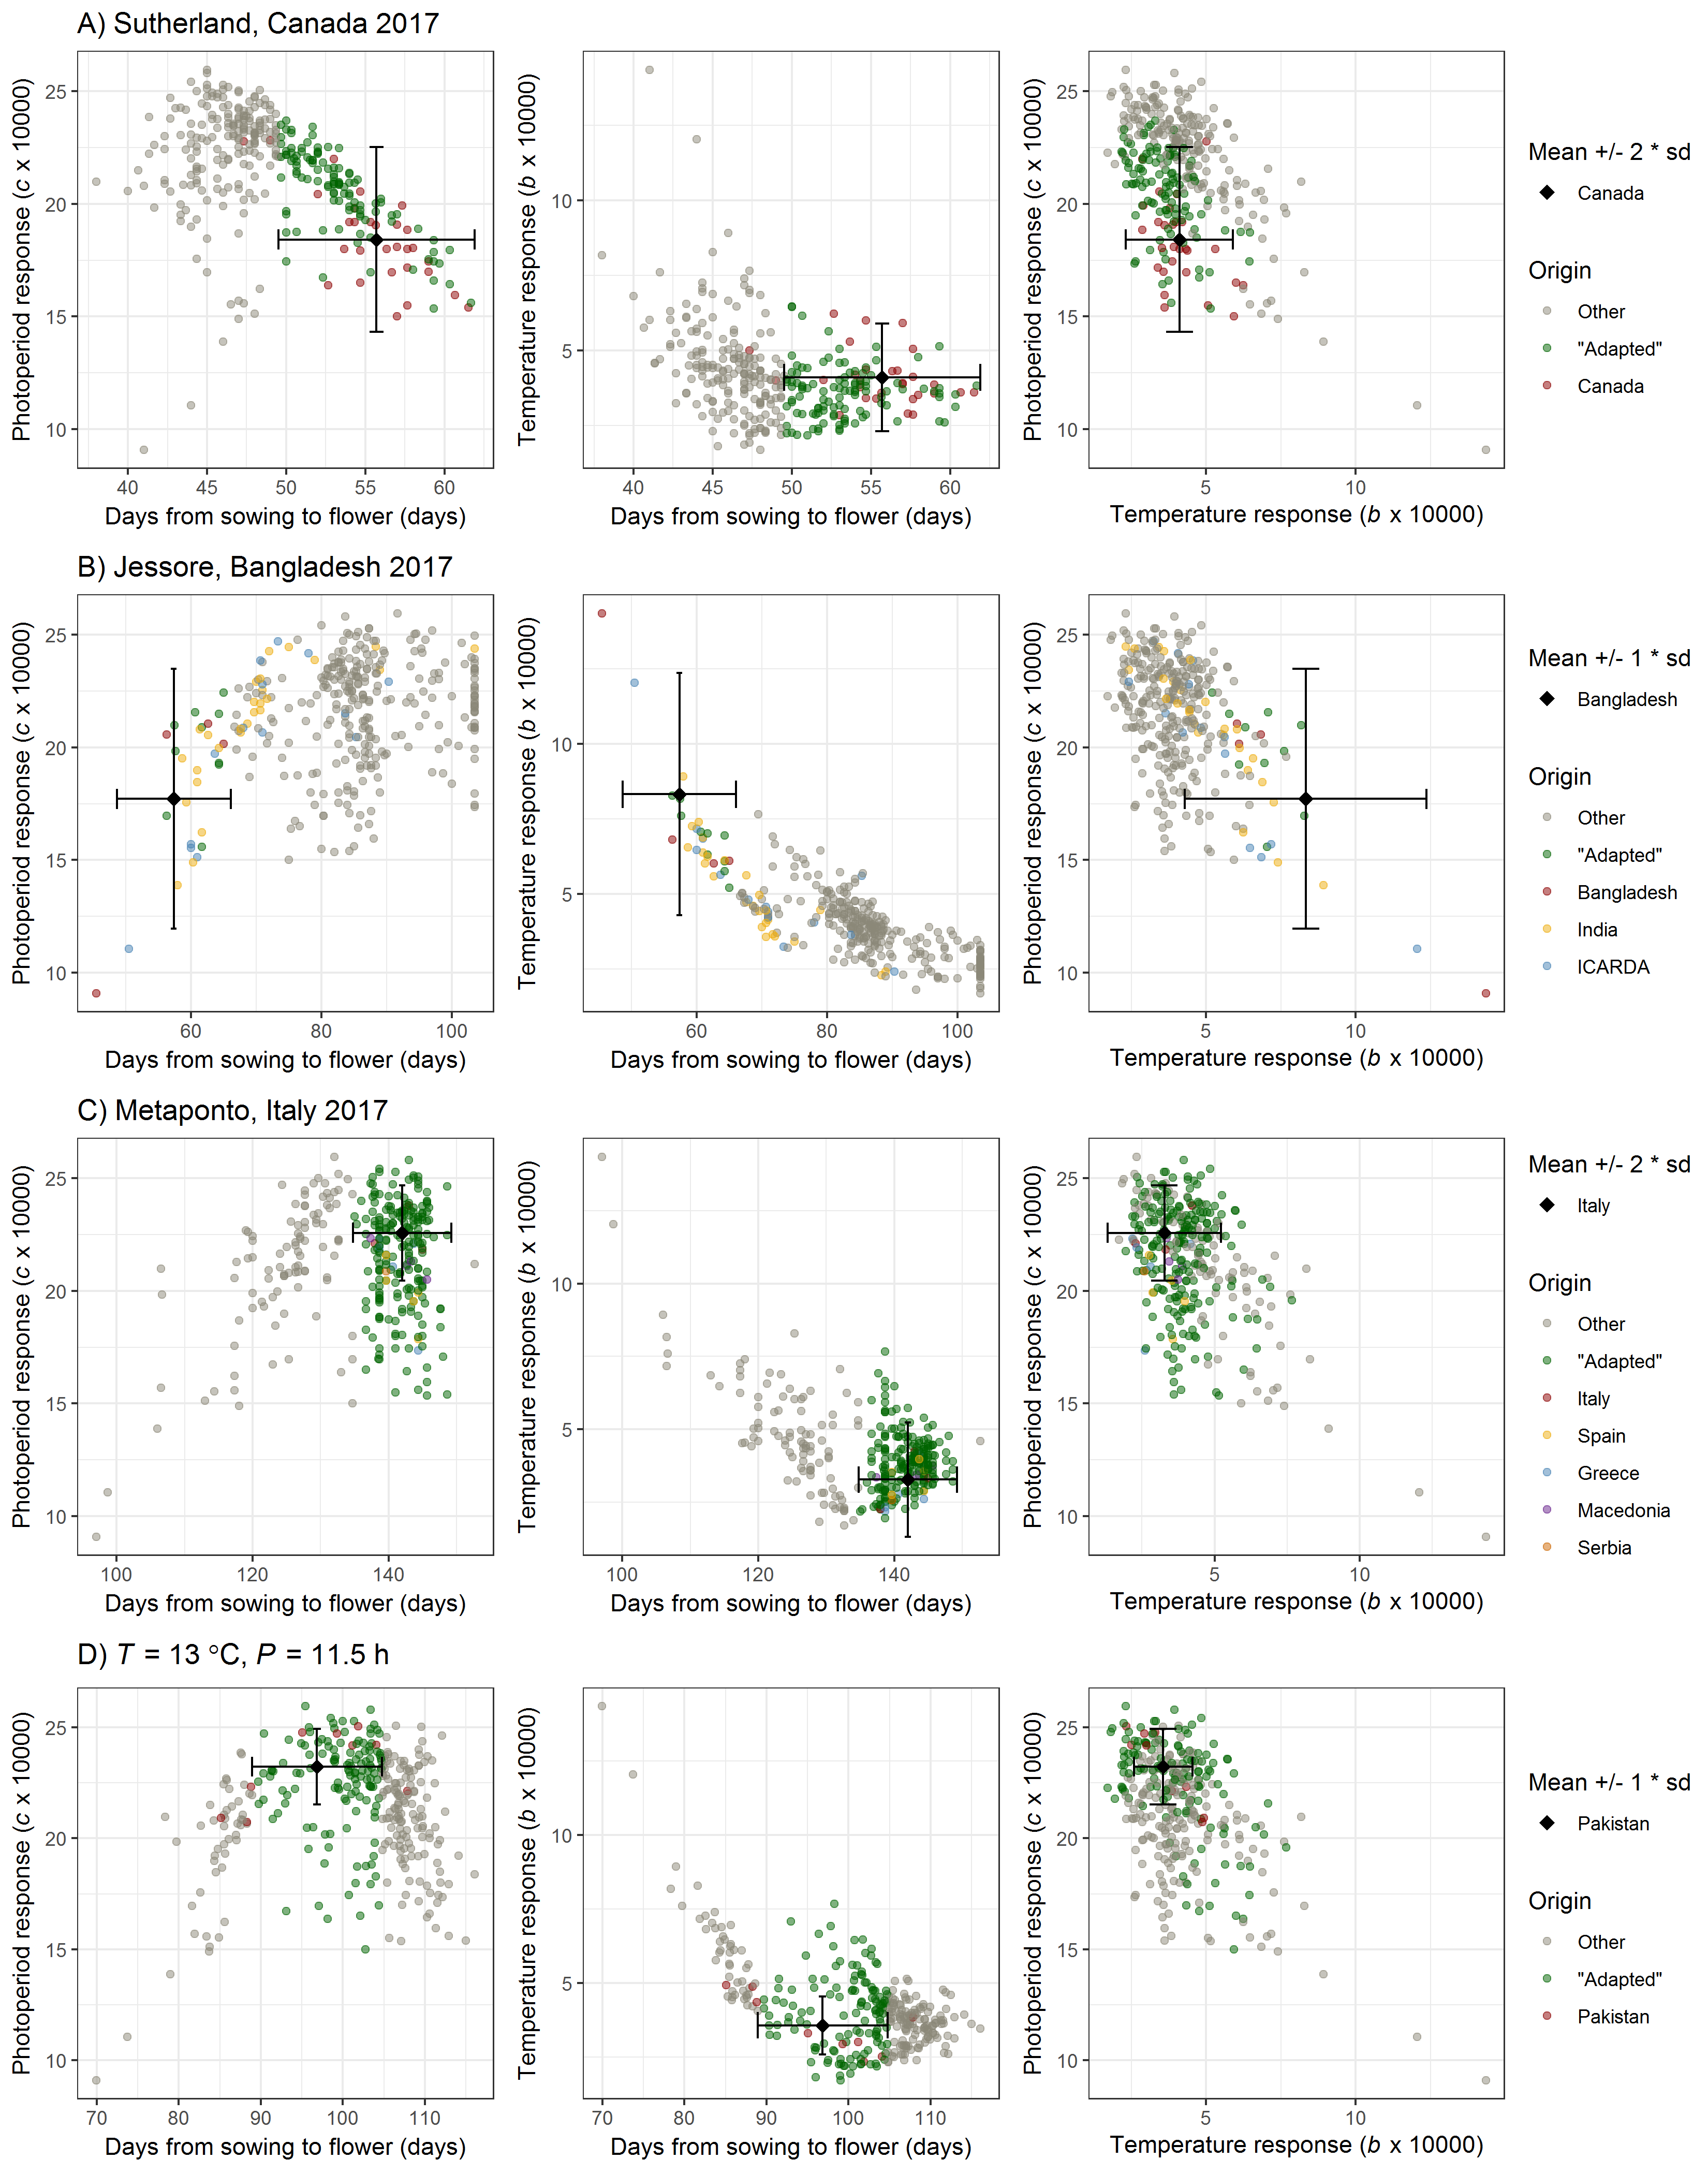 A) Sutherland, Canada 2017
Photoperiod response (c x 10000)
25
20
15
10
40 45 50 55 60
Days from sowing to flower (days)
Temperature response (b x 10000)
10
5
40 45 50 55 60
Days from sowing to flower (days)
Photoperiod response (c x 10000)
25
20
15
10
5 10
Temperature response (b x 10000)
Mean +/- 2 * sd
Canada
Origin
Other
"Adapted"
Canada
B) Jessore, Bangladesh 2017
Photoperiod response (c x 10000)
25
20
15
10
60 80 100
Days from sowing to flower (days)
Temperature response (b x 10000)
10
5
60 80 100
Days from sowing to flower (days)
Photoperiod response (c x 10000)
25
20
15
10
5 10
Temperature response (b x 10000)
Mean +/- 1 * sd
Bangladesh
Origin
Other
"Adapted"
Bangladesh
India
ICARDA
C) Metaponto, Italy 2017
Photoperiod response (c x 10000)
25
20
15
10
100 120 140
Days from sowing to flower (days)
Temperature response (b x 10000)
10
5
100 120 140
Days from sowing to flower (days)
Photoperiod response (c x 10000)
25
20
15
10
5 10
Temperature response (b x 10000)
Mean +/- 2 * sd
Italy
Origin
Other
"Adapted"
Italy
Spain
Greece
Macedonia
Serbia
D) T = 13 °C, P = 11.5 h
Photoperiod response (c x 10000)
25
20
15
10
70 80 90 100 110
Days from sowing to flower (days)
Temperature response (b x 10000)
10
5
70 80 90 100 110
Days from sowing to flower (days)
Photoperiod response (c x 10000)
25
20
15
10
5 10
Temperature response (b x 10000)
Mean +/- 1 * sd
Pakistan
Origin
Other
"Adapted"
Pakistan